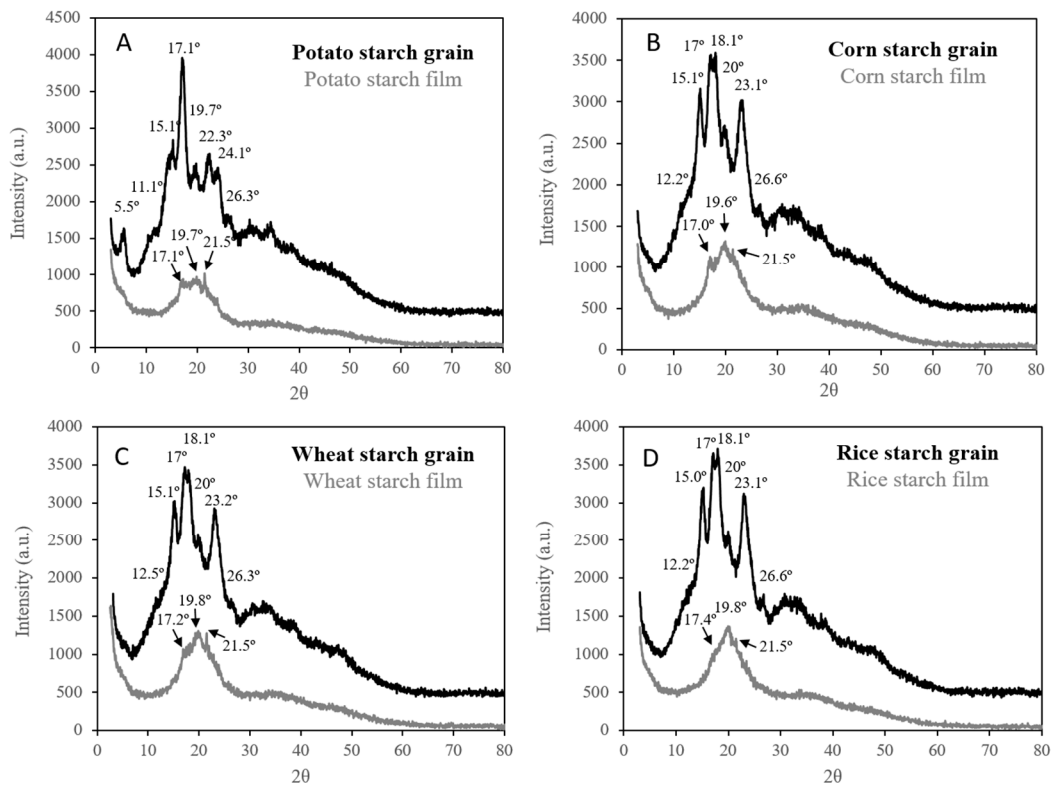 A
Potato starch grain
Potato starch film
17.1º
19.7º
15.1º
22.3º
24.1º
11.1º
26.3º
5.5º
19.7º
21.5º
17.1º
4500
4000
3500
3000
2500
2000
1500
1000
500
0
Intensity (a.u.)
0 10 20 30 40 50 60 70 80
2θ
B
Corn starch grain
Corn starch film
17º
18.1º
20º
15.1º
23.1º
12.2º
26.6º
19.6º
17.0º
21.5º
4000
3500
3000
2500
2000
1500
1000
500
0
Intensity (a.u.)
0 10 20 30 40 50 60 70 80
2θ
C
Wheat starch grain
Wheat starch film
18.1º
17º
20º
15.1º
23.2º
12.5º
26.3º
19.8º
17.2º
21.5º
4000
3500
3000
2500
2000
1500
1000
500
0
Intensity (a.u.)
0 10 20 30 40 50 60 70 80
2θ
D
Rice starch grain
Rice starch film
17º
18.1º
20º
15.0º
23.1º
12.2º
26.6º
19.8º
17.4º
21.5º
4000
3500
3000
2500
2000
1500
1000
500
0
Intensity (a.u.)
0 10 20 30 40 50 60 70 80
2θ